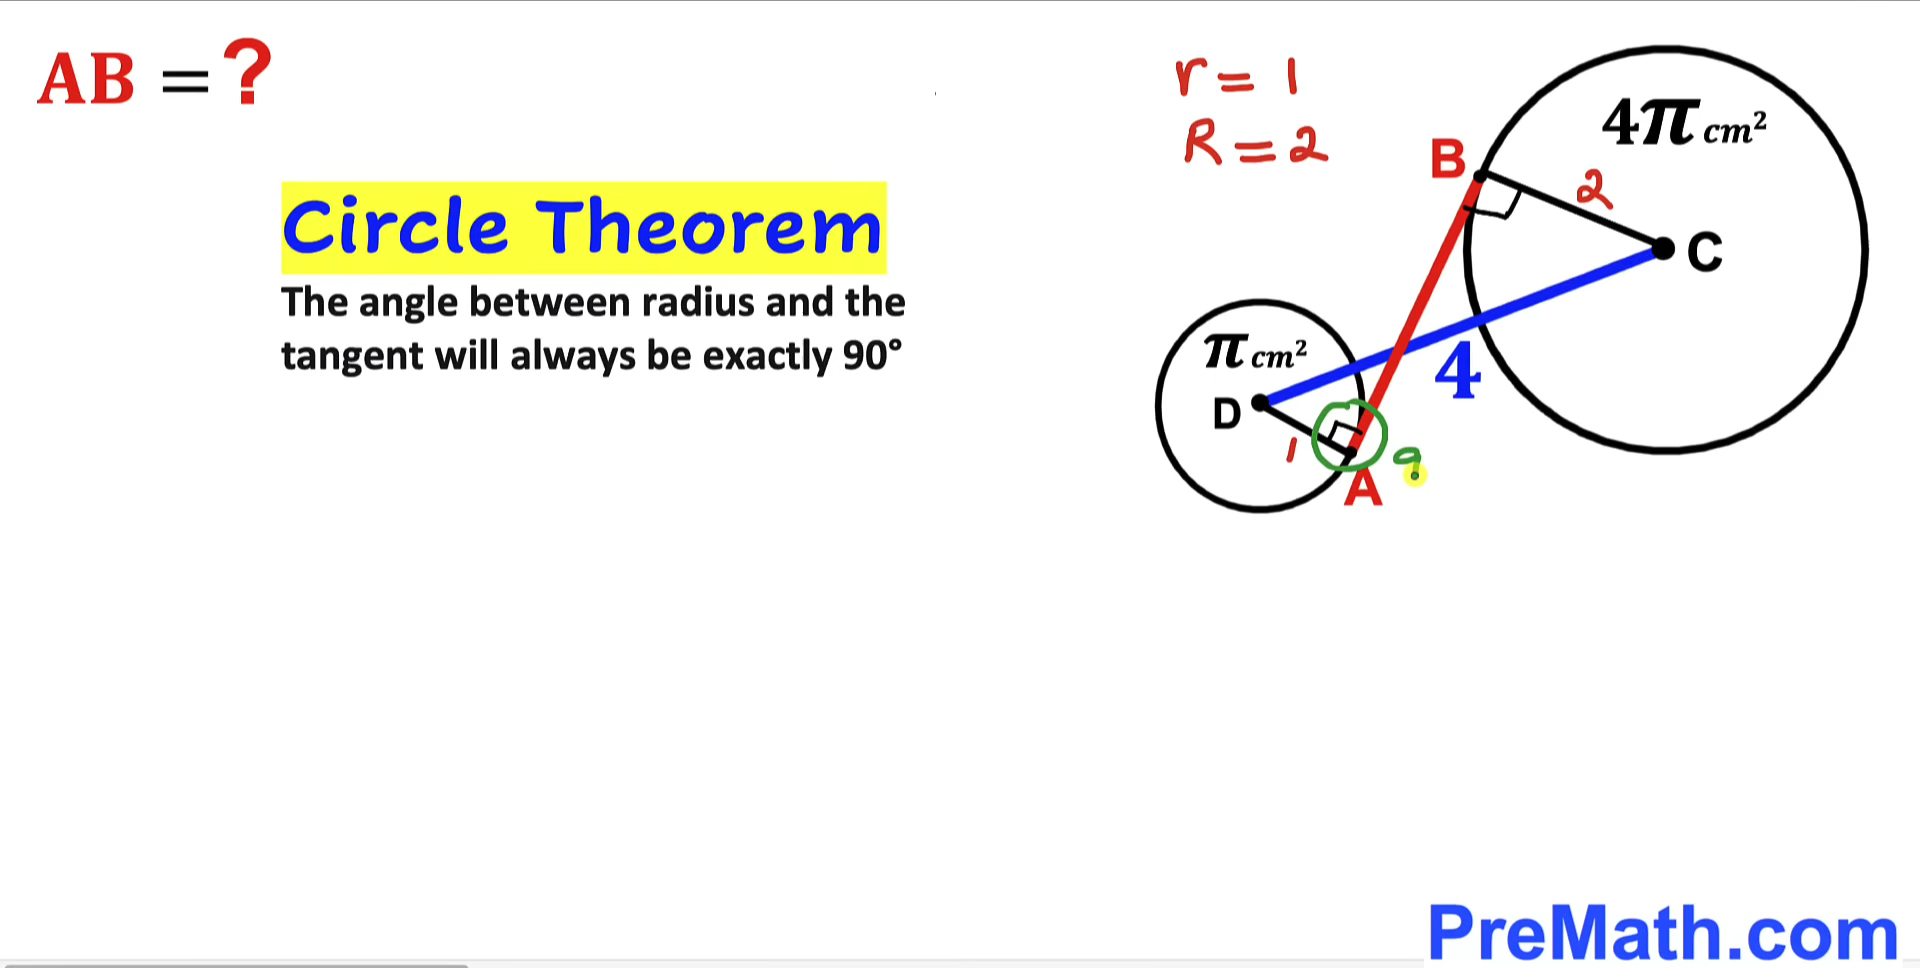 AB = ?
r = 1
R = 2
Circle Theorem
The angle between radius and the
tangent will always be exactly 90°
4π cm²
B
2
C
π cm²
D
4
1
A
9
PreMath.com